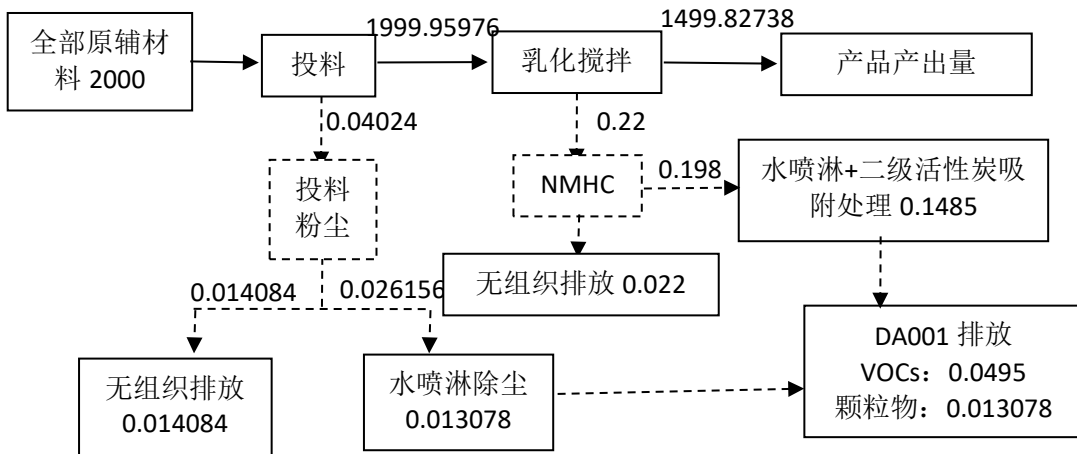 1999.95976
1499.82738
全部原辅材
料 2000
投料
乳化搅拌
产品产出量
0.04024
0.22
投料
粉尘
NMHC
0.198
水喷淋+二级活性炭吸
附处理 0.1485
0.014084
0.026156
无组织排放 0.022
无组织排放
0.014084
水喷淋除尘
0.013078
DA001 排放
VOCs：0.0495
颗粒物：0.013078